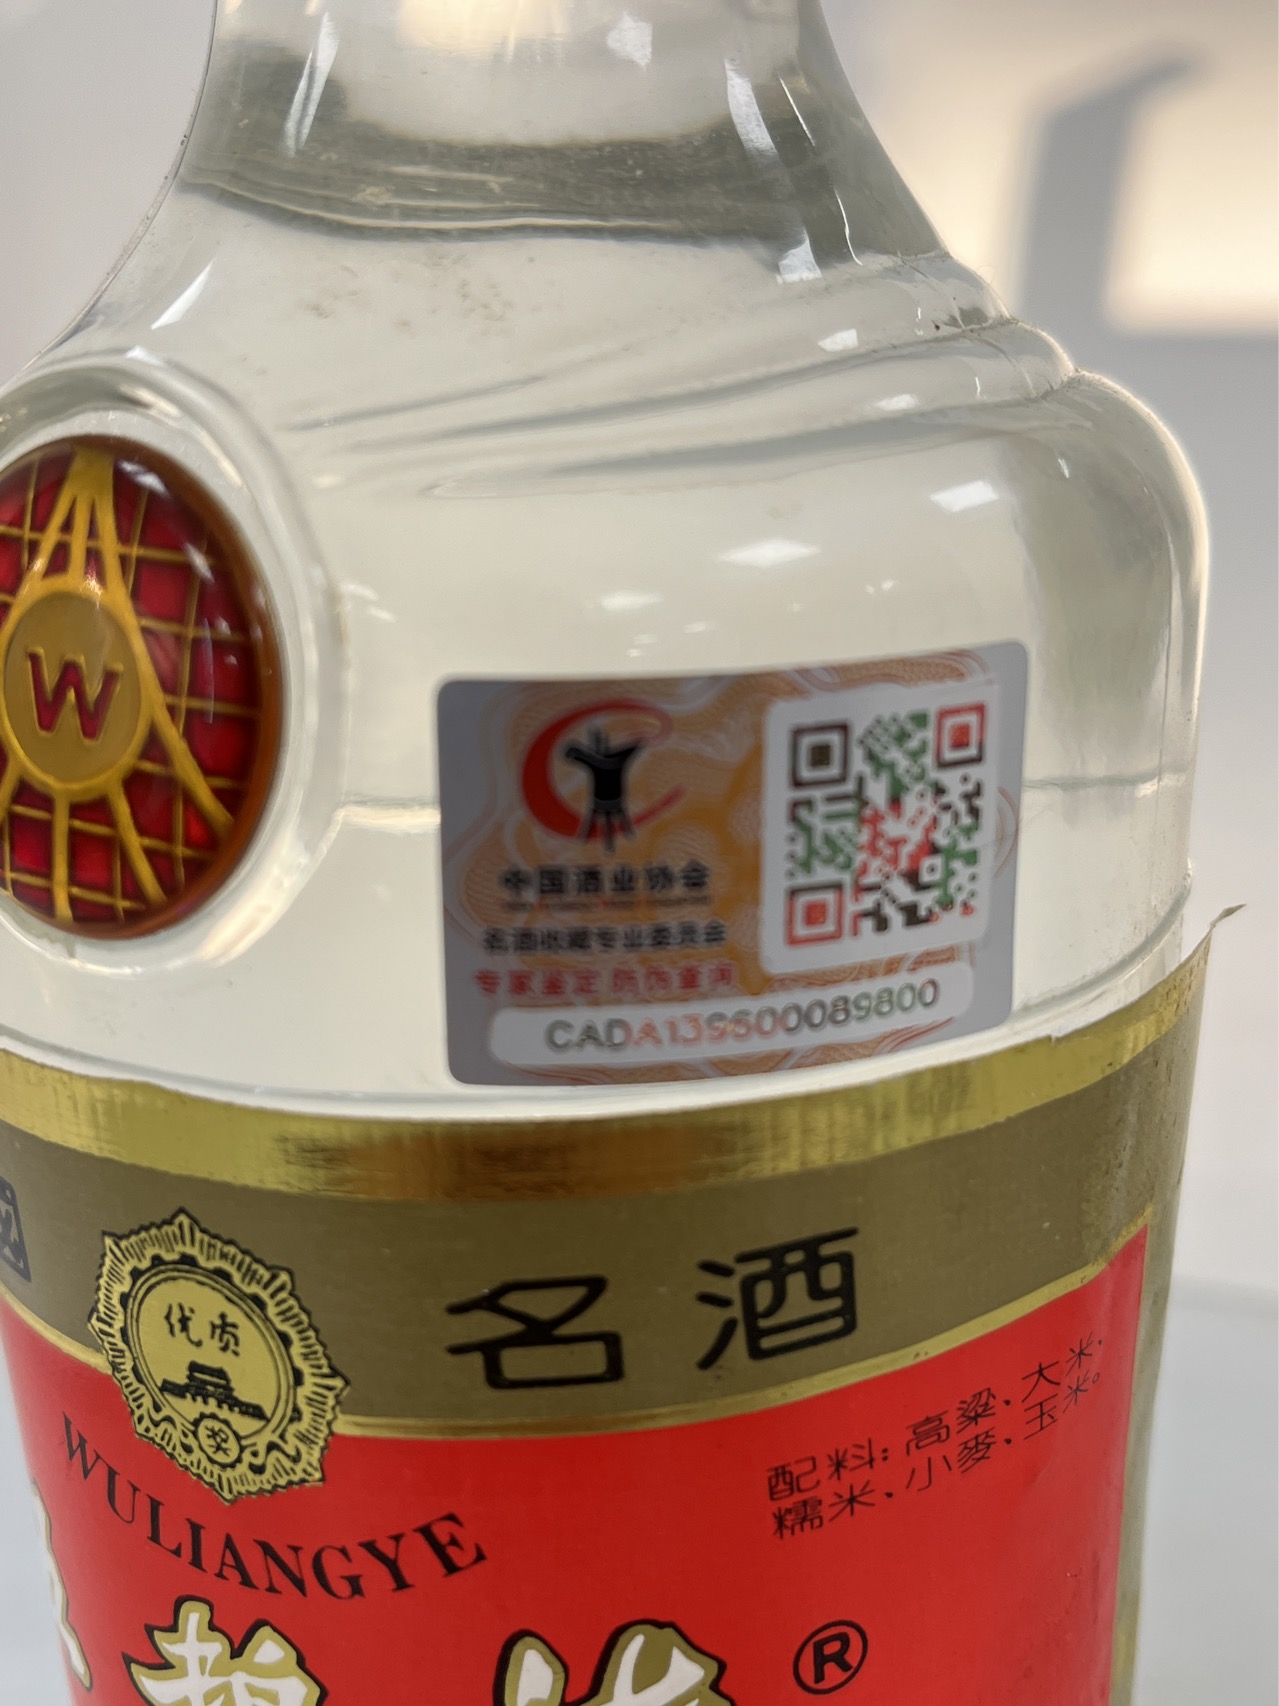 W
中国酒业协会
名酒收藏专业委员会
专家鉴定 防伪查询
CADA139600089800
名酒
优质
奖
配料：高粱、大米、
糯米、小麥、玉米。
WULIANGYE
®